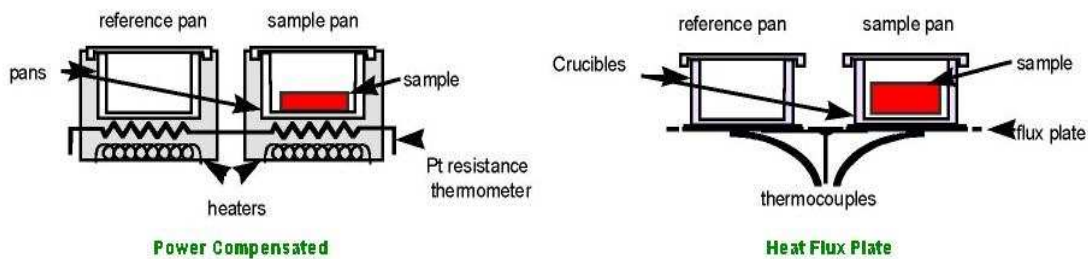 reference pan
sample pan
pans
sample
Pt resistance
thermometer
heaters
Power Compensated
reference pan
sample pan
Crucibles
sample
flux plate
thermocouples
Heat Flux Plate